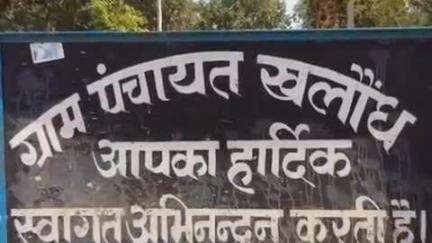 ग्राम पंचायत खलौंध
आपका हार्दिक
स्वागत अभिनन्दन करती है।